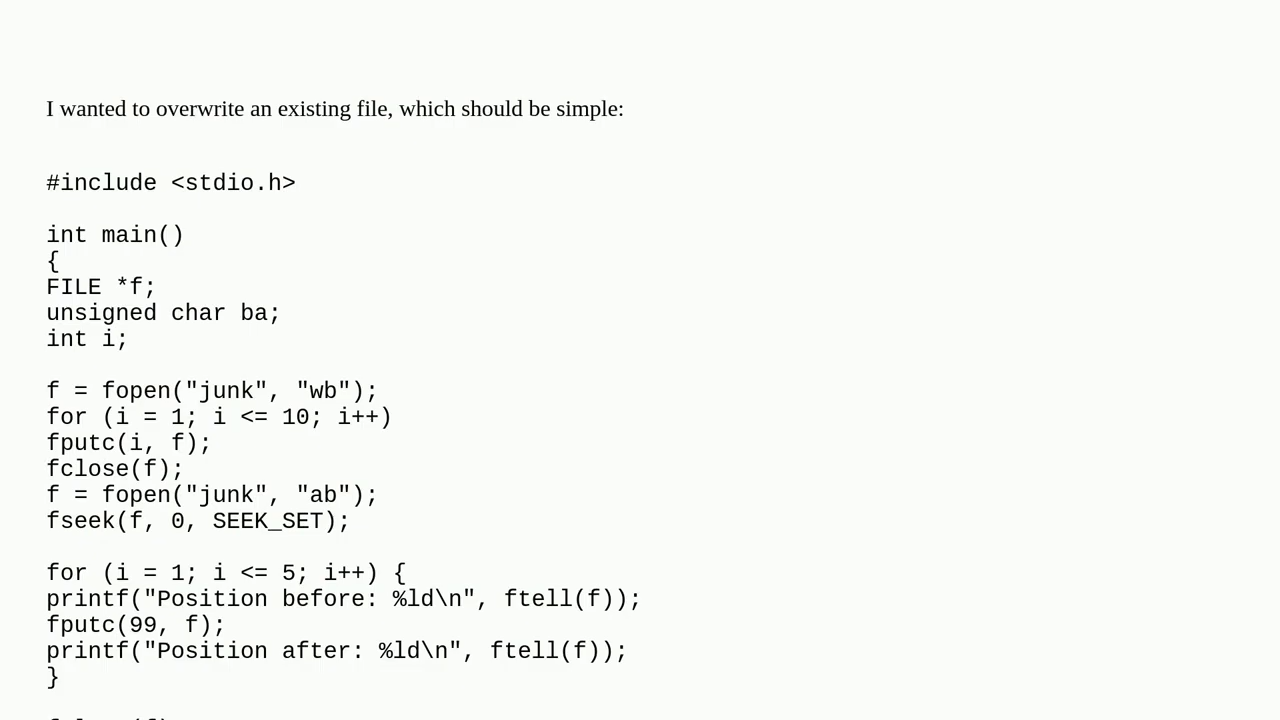 I wanted to overwrite an existing file, which should be simple:
#include <stdio.h>
int main()
{
FILE *f;
unsigned char ba;
int i;
f = fopen("junk", "wb");
for (i = 1; i <= 10; i++)
fputc(i, f);
fclose(f);
f = fopen("junk", "ab");
fseek(f, 0, SEEK_SET);
for (i = 1; i <= 5; i++) {
printf("Position before: %ld\n", ftell(f));
fputc(99, f);
printf("Position after: %ld\n", ftell(f));
}